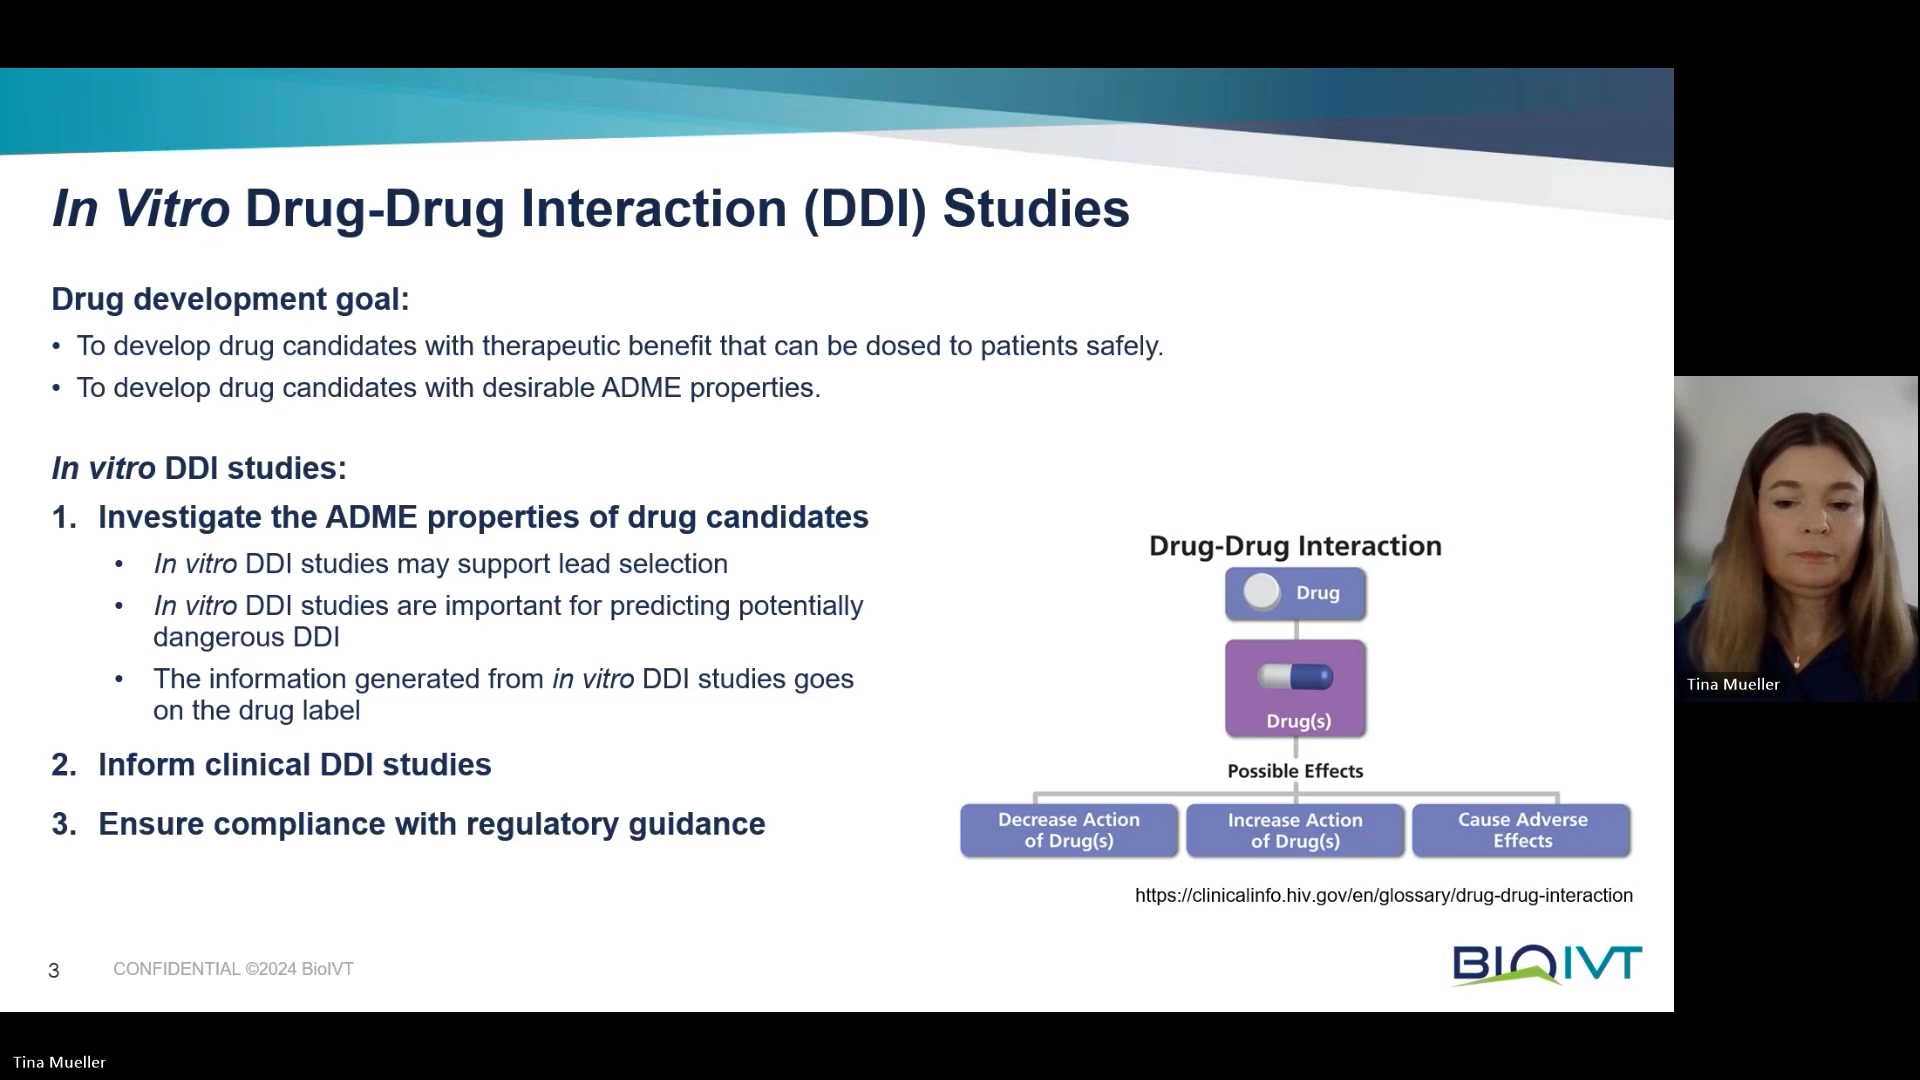 In Vitro Drug-Drug Interaction (DDI) Studies
Drug development goal:
• To develop drug candidates with therapeutic benefit that can be dosed to patients safely.
• To develop drug candidates with desirable ADME properties.
In vitro DDI studies:
1. Investigate the ADME properties of drug candidates
• In vitro DDI studies may support lead selection
• In vitro DDI studies are important for predicting potentially
dangerous DDI
• The information generated from in vitro DDI studies goes
on the drug label
2. Inform clinical DDI studies
3. Ensure compliance with regulatory guidance
Drug-Drug Interaction
Drug
Drug(s)
Possible Effects
Decrease Action
of Drug(s)
Increase Action
of Drug(s)
Cause Adverse
Effects
https://clinicalinfo.hiv.gov/en/glossary/drug-drug-interaction
3
CONFIDENTIAL ©2024 BioIVT
BIOIVT
Tina Mueller
Tina Mueller